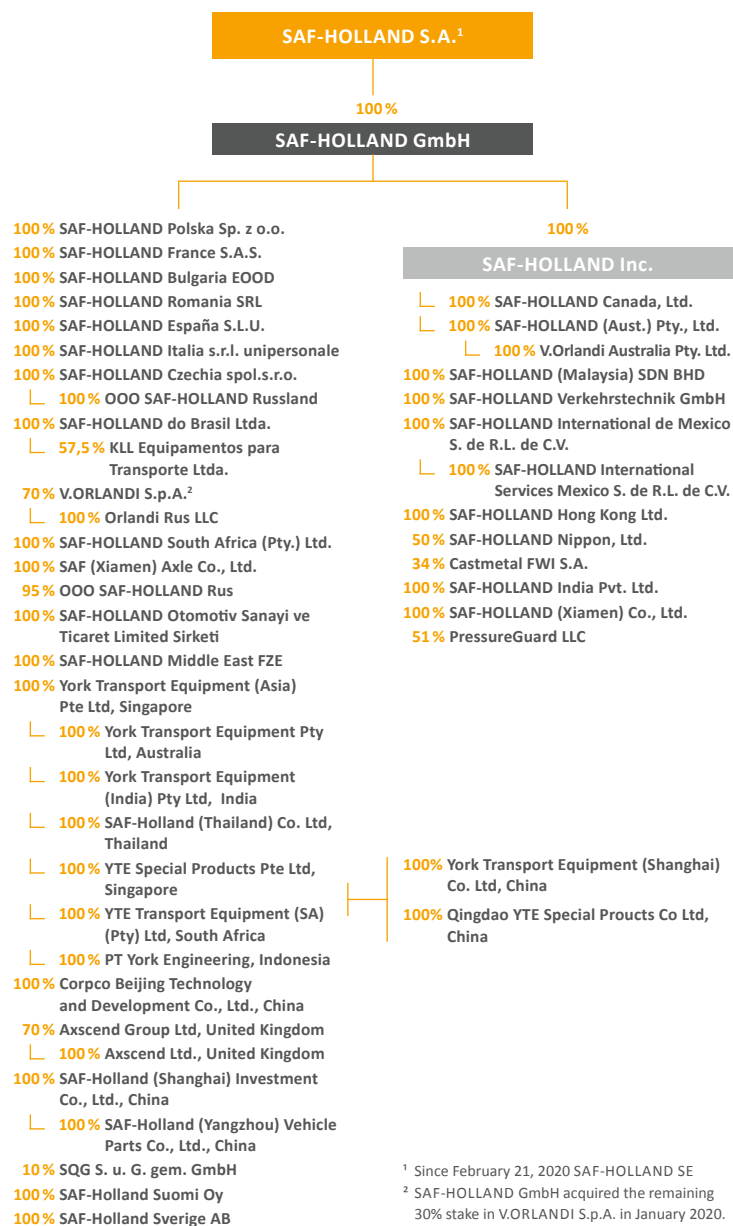 SAF-HOLLAND S.A.¹
100 %
SAF-HOLLAND GmbH
100 % SAF-HOLLAND Polska Sp. z o.o.
100 % SAF-HOLLAND France S.A.S.
100 % SAF-HOLLAND Bulgaria EOOD
100 % SAF-HOLLAND Romania SRL
100 % SAF-HOLLAND España S.L.U.
100 % SAF-HOLLAND Italia s.r.l. unipersonale
100 % SAF-HOLLAND Czechia spol.s.r.o.
100 % OOO SAF-HOLLAND Russland
100 % SAF-HOLLAND do Brasil Ltda.
57,5 % KLL Equipamentos para
Transporte Ltda.
70 % V.ORLANDI S.p.A.²
100 % Orlandi Rus LLC
100 % SAF-HOLLAND South Africa (Pty.) Ltd.
100 % SAF (Xiamen) Axle Co., Ltd.
95 % OOO SAF-HOLLAND Rus
100 % SAF-HOLLAND Otomotiv Sanayi ve
Ticaret Limited Sirketi
100 % SAF-HOLLAND Middle East FZE
100 % York Transport Equipment (Asia)
Pte Ltd, Singapore
100 % York Transport Equipment Pty
Ltd, Australia
100 % York Transport Equipment
(India) Pty Ltd, India
100 % SAF-Holland (Thailand) Co. Ltd,
Thailand
100 % YTE Special Products Pte Ltd,
Singapore
100 % YTE Transport Equipment (SA)
(Pty) Ltd, South Africa
100 % PT York Engineering, Indonesia
100 % Corpco Beijing Technology
and Development Co., Ltd., China
70 % Axscend Group Ltd, United Kingdom
100 % Axscend Ltd., United Kingdom
100 % SAF-Holland (Shanghai) Investment
Co., Ltd., China
100 % SAF-Holland (Yangzhou) Vehicle
Parts Co., Ltd., China
10 % SQG S. u. G. gem. GmbH
100 % SAF-Holland Suomi Oy
100 % SAF-Holland Sverige AB
100 %
SAF-HOLLAND Inc.
100 % SAF-HOLLAND Canada, Ltd.
100 % SAF-HOLLAND (Aust.) Pty., Ltd.
100 % V.Orlandi Australia Pty. Ltd.
100 % SAF-HOLLAND (Malaysia) SDN BHD
100 % SAF-HOLLAND Verkehrstechnik GmbH
100 % SAF-HOLLAND International de Mexico
S. de R.L. de C.V.
100 % SAF-HOLLAND International
Services Mexico S. de R.L. de C.V.
100 % SAF-HOLLAND Hong Kong Ltd.
50 % SAF-HOLLAND Nippon, Ltd.
34 % Castmetal FWI S.A.
100 % SAF-HOLLAND India Pvt. Ltd.
100 % SAF-HOLLAND (Xiamen) Co., Ltd.
51 % PressureGuard LLC
100% York Transport Equipment (Shanghai)
Co. Ltd, China
100% Qingdao YTE Special Proucts Co Ltd,
China
¹ Since February 21, 2020 SAF-HOLLAND SE
² SAF-HOLLAND GmbH acquired the remaining
30% stake in V.ORLANDI S.p.A. in January 2020.